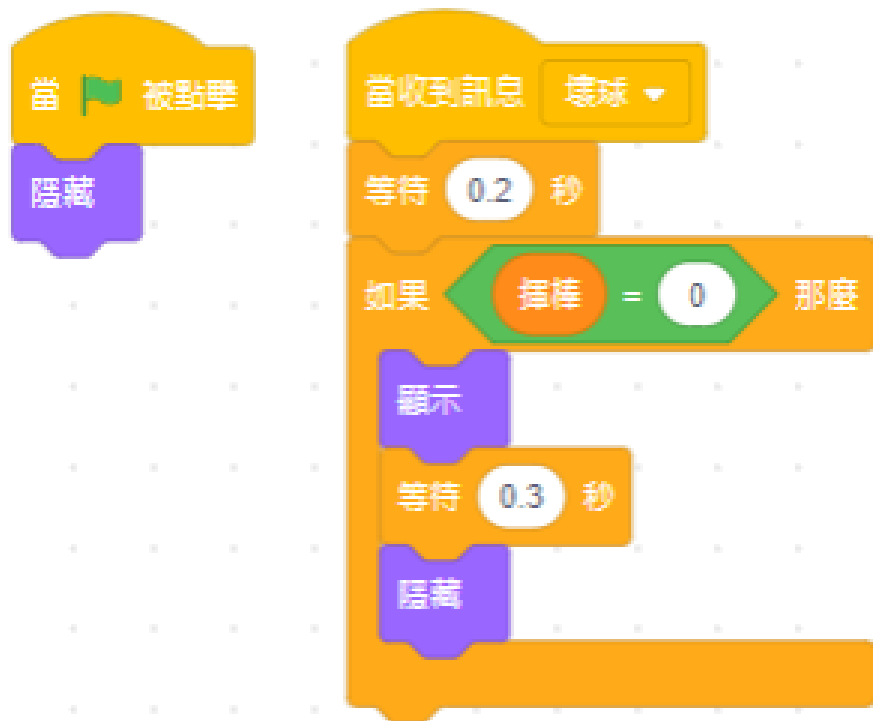 當 被點擊
隱藏
當收到訊息 壞球
等待 0.2 秒
如果 揮棒 = 0 那麼
顯示
等待 0.3 秒
隱藏